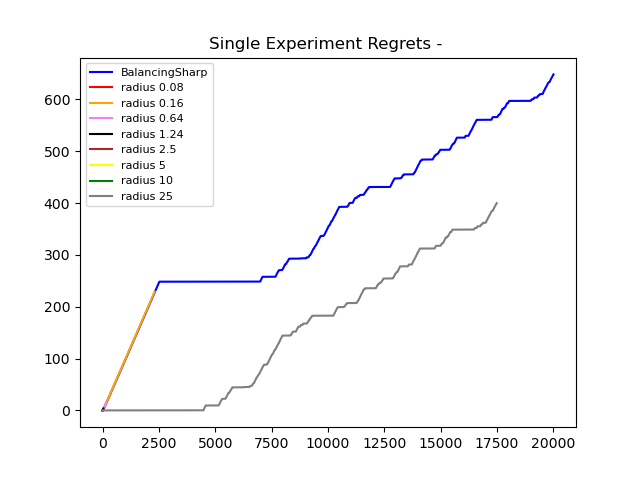 Single Experiment Regrets -
BalancingSharp
radius 0.08
radius 0.16
radius 0.64
radius 1.24
radius 2.5
radius 5
radius 10
radius 25
600
500
400
300
200
100
0
0 2500 5000 7500 10000 12500 15000 17500 20000